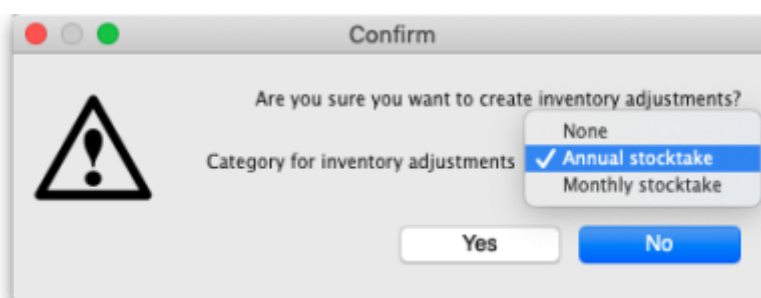 Confirm
Are you sure you want to create inventory adjustments?
None
Category for inventory adjustments ✓ Annual stocktake
Monthly stocktake
Yes No